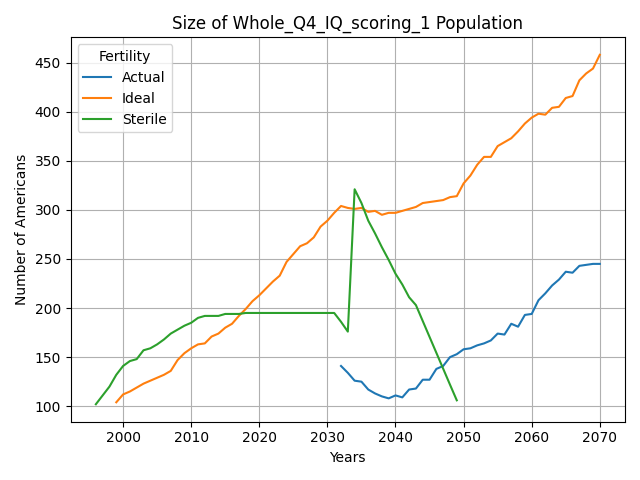 Size of Whole_Q4_IQ_scoring_1 Population
Fertility
Actual
Ideal
Sterile
Number of Americans
450
400
350
300
250
200
150
100
2000 2010 2020 2030 2040 2050 2060 2070
Years